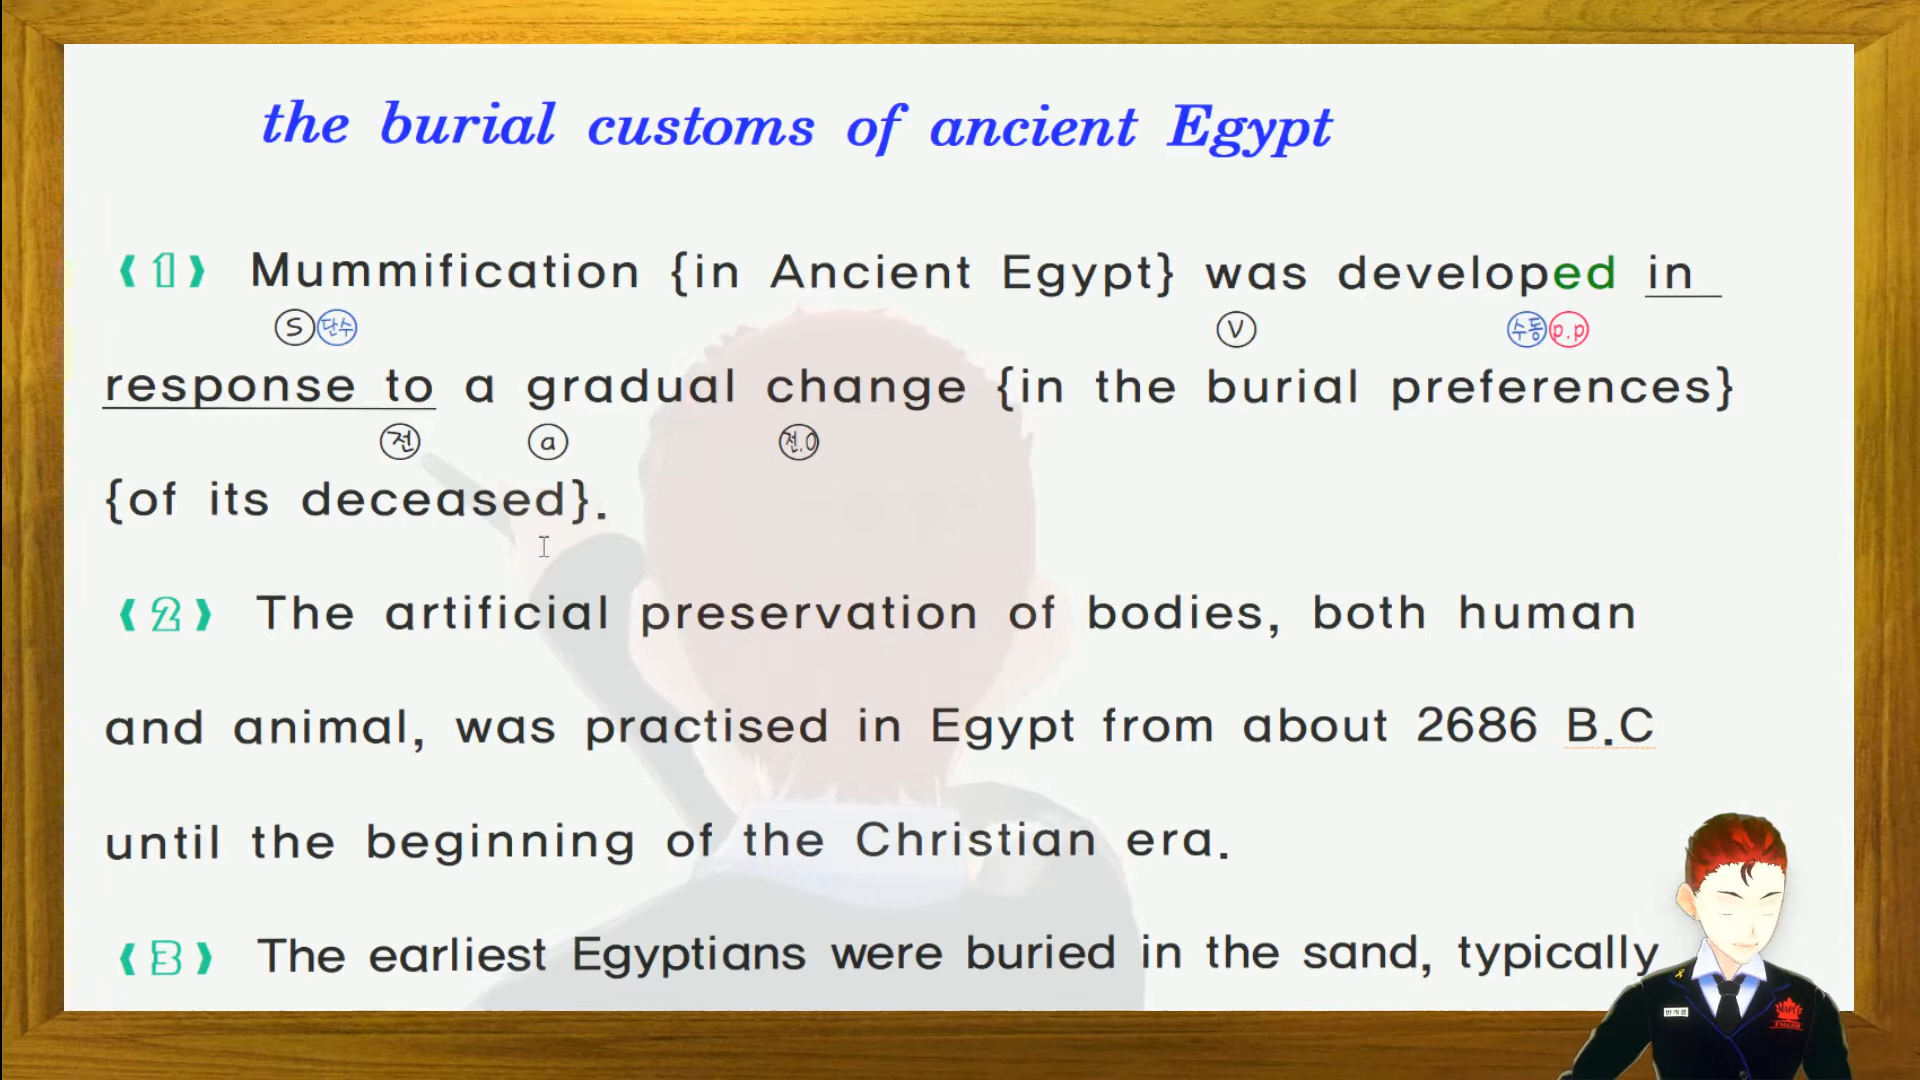 the burial customs of ancient Egypt
❰1❱ Mummification {in Ancient Egypt} was developed in
S 단수 V 수동 p.p
response to a gradual change {in the burial preferences}
전 a 전.O
{of its deceased}.
❰2❱ The artificial preservation of bodies, both human
and animal, was practised in Egypt from about 2686 B.C
until the beginning of the Christian era.
❰3❱ The earliest Egyptians were buried in the sand, typically
ENGLISH